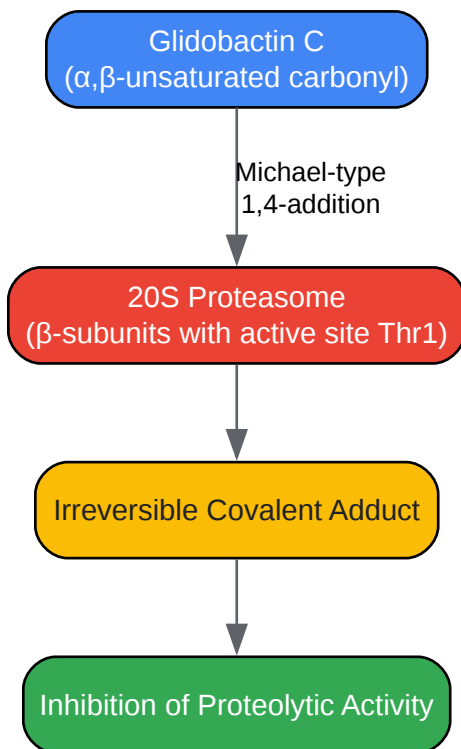 Glidobactin C
(α,β-unsaturated carbonyl)
Michael-type
1,4-addition
20S Proteasome
(β-subunits with active site Thr1)
Irreversible Covalent Adduct
Inhibition of Proteolytic Activity